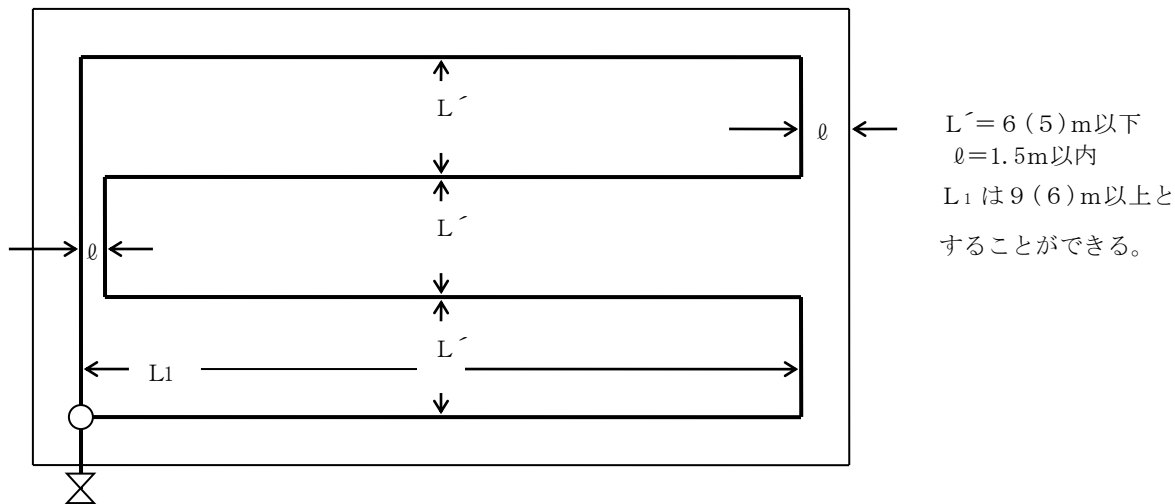 L´
ℓ
L´＝６(５)m以下
ℓ＝1.5m以内
L₁は９(６)m以上と
することができる。
L´
ℓ
L´
L1